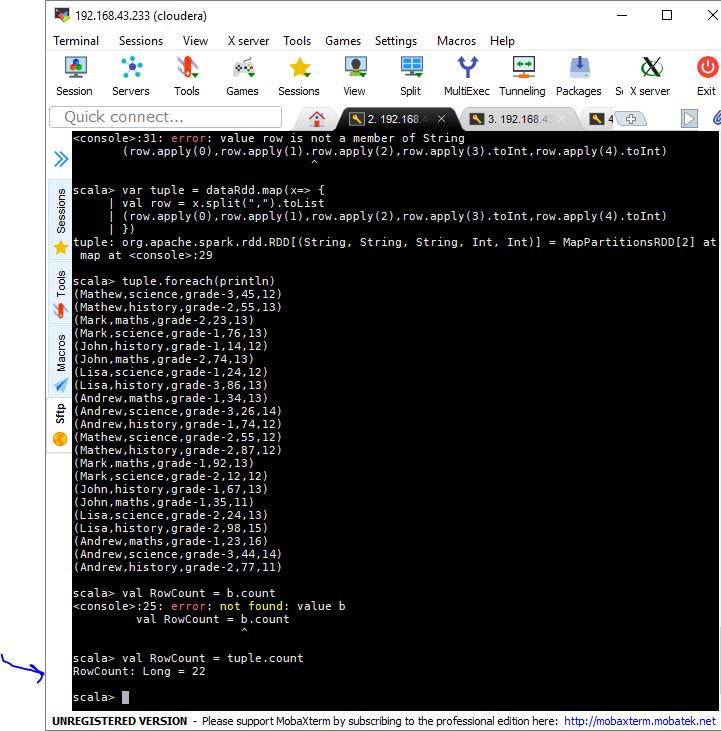 192.168.43.233 (cloudera)
Terminal Sessions View X server Tools Games Settings Macros Help
Session Servers Tools Games Sessions View Split MultiExec Tunneling Packages X server Exit
Quick connect... 2. 192.168.4 3. 192.168.43 4
<console>:31: error: value row is not a member of String
(row.apply(0),row.apply(1).row.apply(2),row.apply(3).toInt,row.apply(4).toInt)
^
scala> var tuple = dataRdd.map(x=> {
| val row = x.split(",").toList
| (row.apply(0),row.apply(1),row.apply(2),row.apply(3).toInt,row.apply(4).toInt)
| })
tuple: org.apache.spark.rdd.RDD[(String, String, String, Int, Int)] = MapPartitionsRDD[2] at
map at <console>:29
scala> tuple.foreach(println)
(Mathew,science,grade-3,45,12)
(Mathew,history,grade-2,55,13)
(Mark,maths,grade-2,23,13)
(Mark,science,grade-1,76,13)
(John,history,grade-1,14,12)
(John,maths,grade-2,74,13)
(Lisa,science,grade-1,24,12)
(Lisa,history,grade-3,86,13)
(Andrew,maths,grade-1,34,13)
(Andrew,science,grade-3,26,14)
(Andrew,history,grade-1,74,12)
(Mathew,science,grade-2,55,12)
(Mathew,history,grade-2,87,12)
(Mark,maths,grade-1,92,13)
(Mark,science,grade-2,12,12)
(John,history,grade-1,67,13)
(John,maths,grade-1,35,11)
(Lisa,science,grade-2,24,13)
(Lisa,history,grade-2,98,15)
(Andrew,maths,grade-1,23,16)
(Andrew,science,grade-3,44,14)
(Andrew,history,grade-2,77,11)
scala> val RowCount = b.count
<console>:25: error: not found: value b
val RowCount = b.count
^
scala> val RowCount = tuple.count
RowCount: Long = 22
scala>
Sessions
Tools
Macros
Sftp
UNREGISTERED VERSION - Please support MobaXterm by subscribing to the professional edition here: http://mobaxterm.mobatek.net